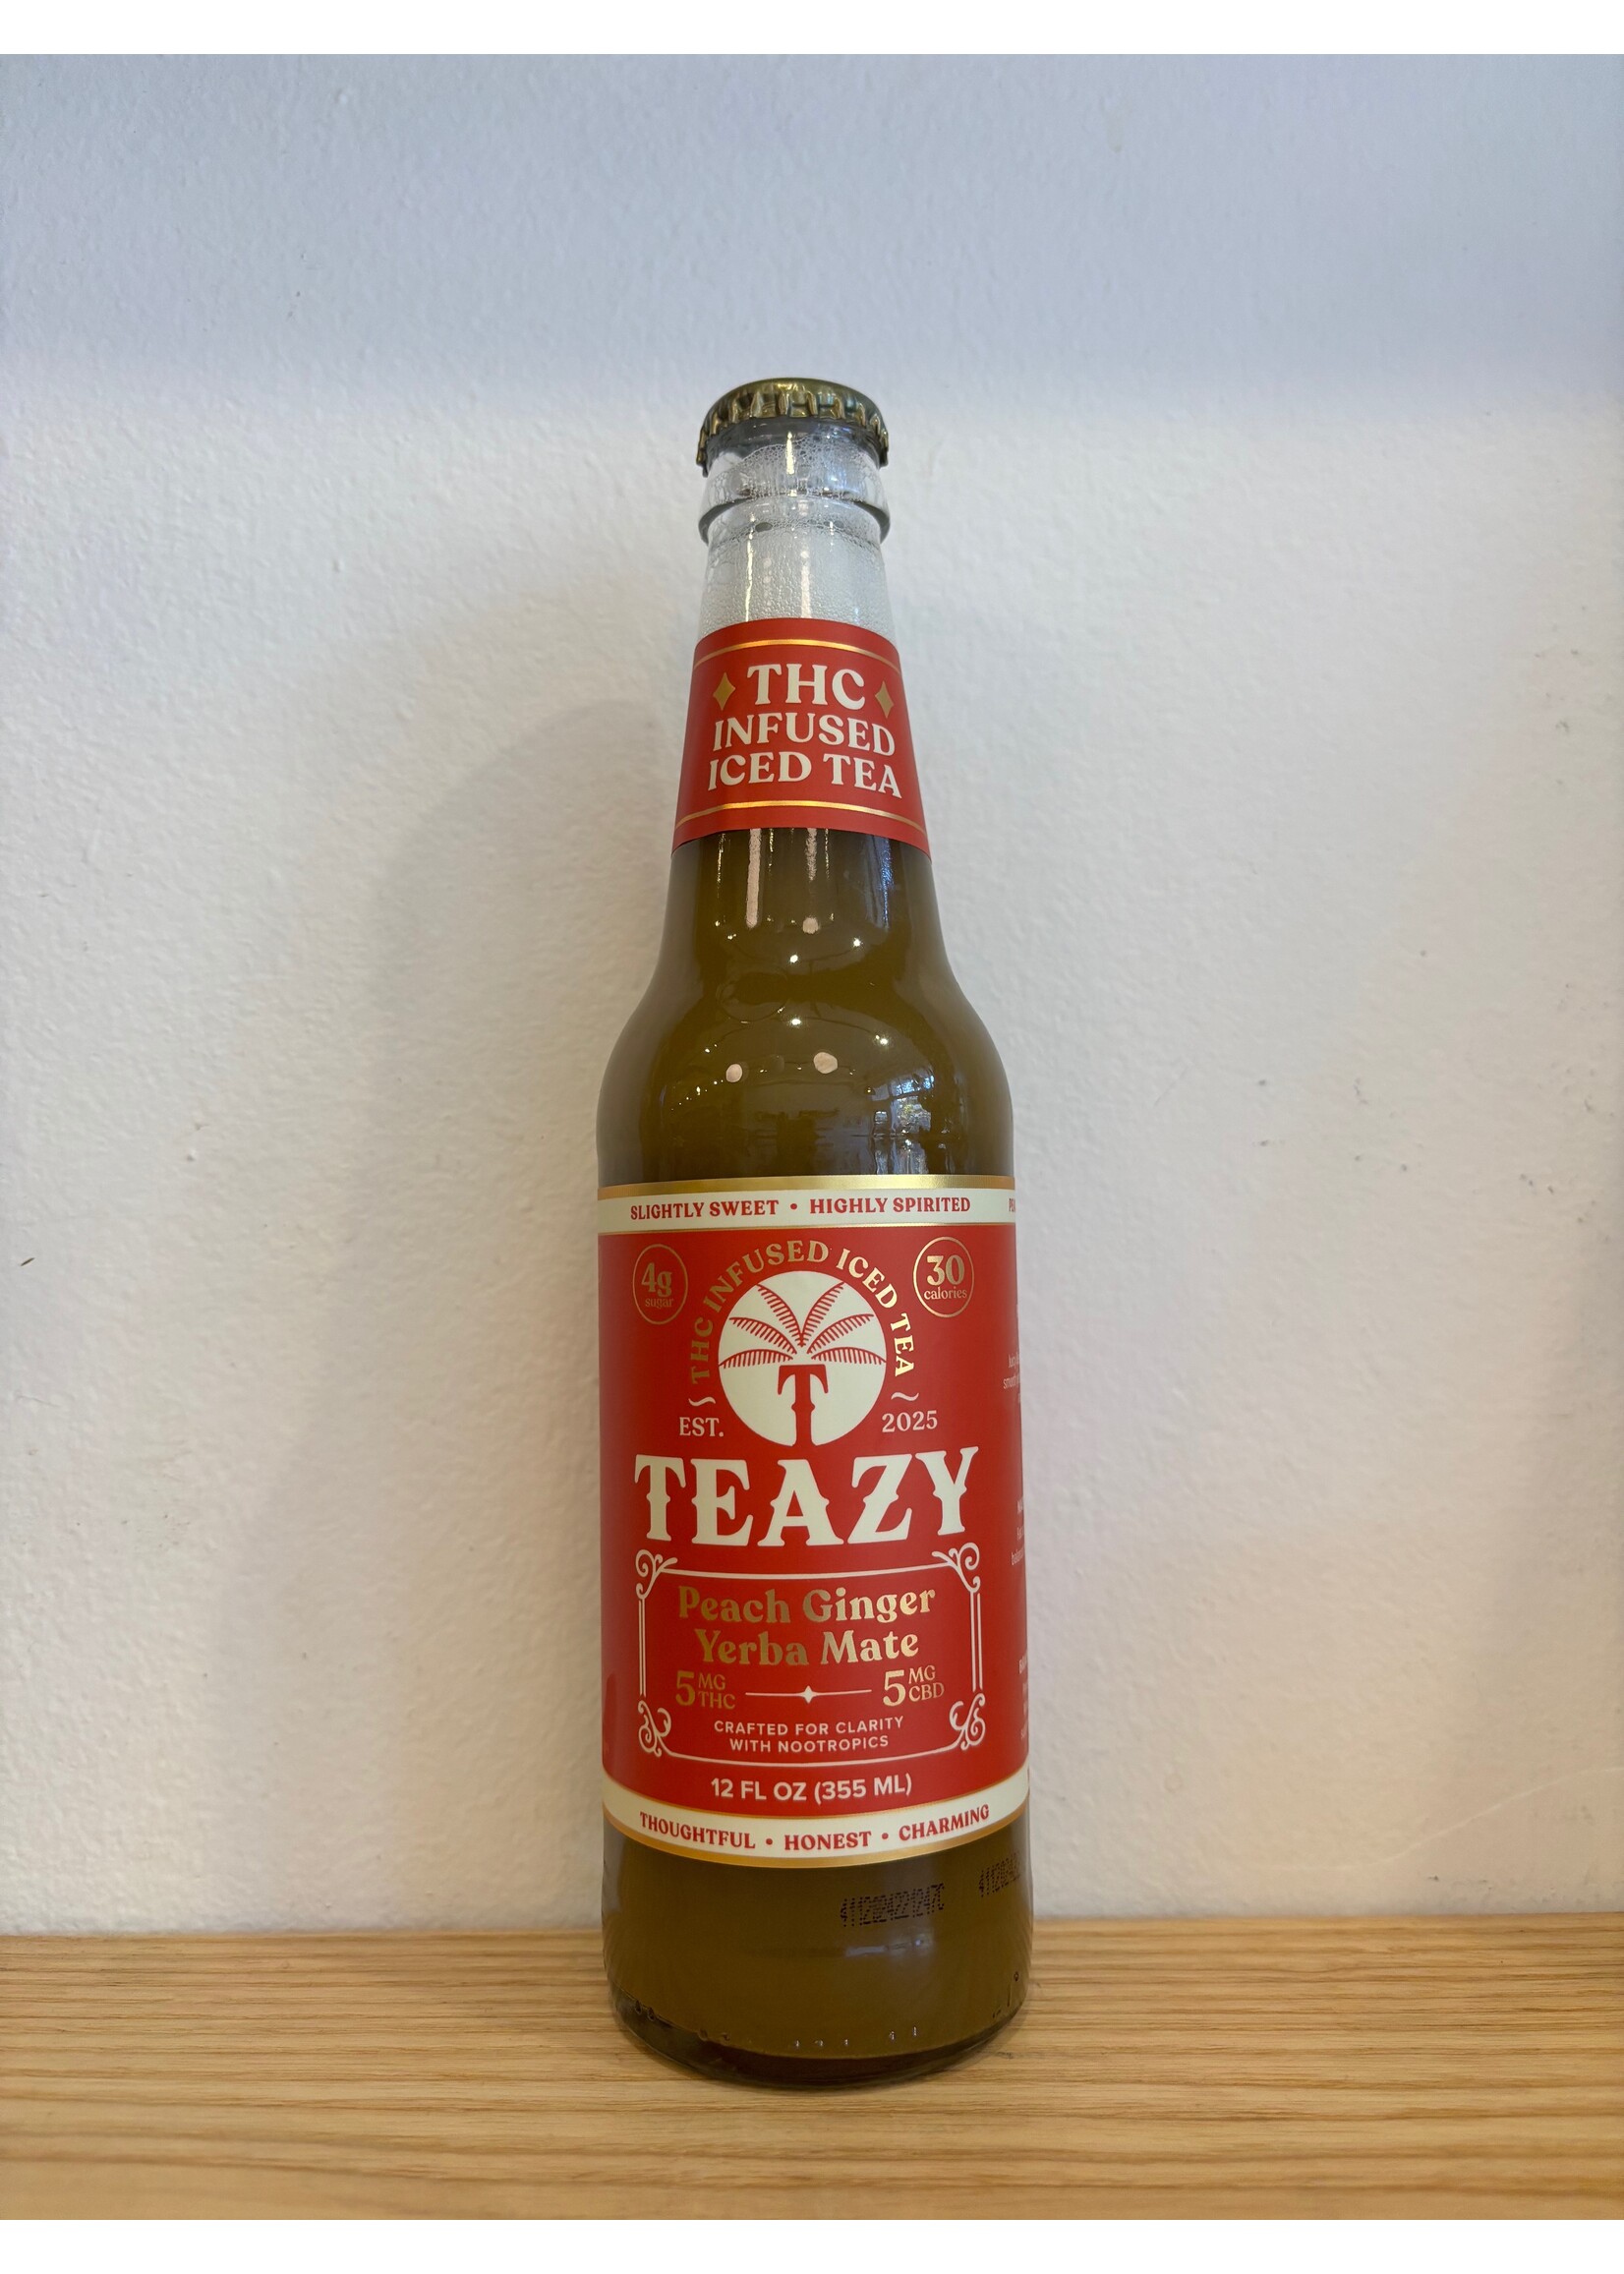 THC
INFUSED
ICED TEA
SLIGHTLY SWEET • HIGHLY SPIRITED
4g
sugar
THC INFUSED ICED TEA
30
calories
EST. 2025
T
TEAZY
Peach Ginger
Yerba Mate
5 MG THC 5 MG CBD
CRAFTED FOR CLARITY
WITH NOOTROPICS
12 FL OZ (355 ML)
THOUGHTFUL • HONEST • CHARMING